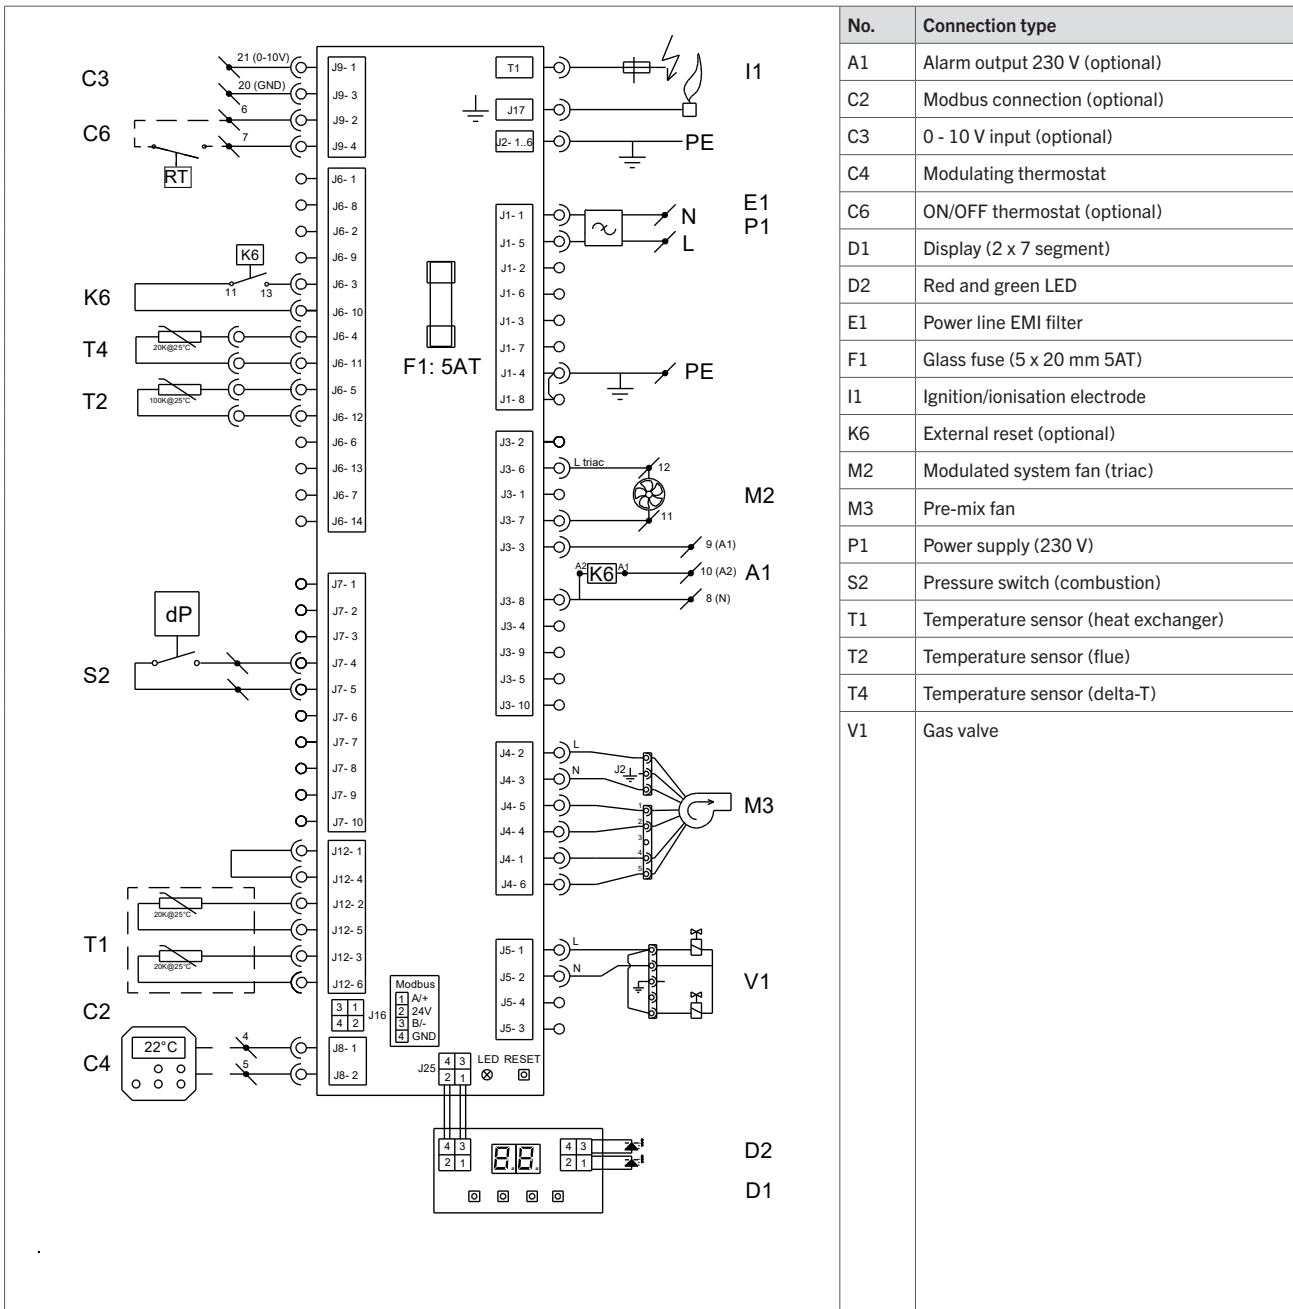 C3
21 (0-10V)
20 (GND)
C6
6
7
RT
K6
K6
11 13
T4
20K@25°C
T2
100K@25°C
dP
S2
T1
20K@25°C
20K@25°C
C2
C4
22°C
4
5
J9- 1
J9- 3
J9- 2
J9- 4
J6- 1
J6- 8
J6- 2
J6- 9
J6- 3
J6- 10
J6- 4
J6- 11
J6- 5
J6- 12
J6- 6
J6- 13
J6- 7
J6- 14
J7- 1
J7- 2
J7- 3
J7- 4
J7- 5
J7- 6
J7- 7
J7- 8
J7- 9
J7- 10
J12- 1
J12- 4
J12- 2
J12- 5
J12- 3
J12- 6
3 1
4 2
J16
Modbus
1 A/+
2 24V
3 B/-
4 GND
J8- 1
J8- 2
F1: 5AT
J25
4 3
2 1
LED RESET
T1
J17
J2- 1..6
J1- 1
J1- 5
J1- 2
J1- 6
J1- 3
J1- 7
J1- 4
J1- 8
J3- 2
J3- 6
J3- 1
J3- 7
J3- 3
J3- 8
J3- 4
J3- 9
J3- 5
J3- 10
J4- 2
J4- 3
J4- 5
J4- 4
J4- 1
J4- 6
J5- 1
J5- 2
J5- 4
J5- 3
I1
PE
E1
P1
N
L
PE
L triac
12
11
M2
9 (A1)
A2 K6 A1
10 (A2)
A1
8 (N)
L
N
J2
1
2
3
4
5
M3
L
N
V1
4 3
2 1
8.8.
4 3
2 1
D2
D1
No. Connection type
A1 Alarm output 230 V (optional)
C2 Modbus connection (optional)
C3 0 - 10 V input (optional)
C4 Modulating thermostat
C6 ON/OFF thermostat (optional)
D1 Display (2 x 7 segment)
D2 Red and green LED
E1 Power line EMI filter
F1 Glass fuse (5 x 20 mm 5AT)
I1 Ignition/ionisation electrode
K6 External reset (optional)
M2 Modulated system fan (triac)
M3 Pre-mix fan
P1 Power supply (230 V)
S2 Pressure switch (combustion)
T1 Temperature sensor (heat exchanger)
T2 Temperature sensor (flue)
T4 Temperature sensor (delta-T)
V1 Gas valve